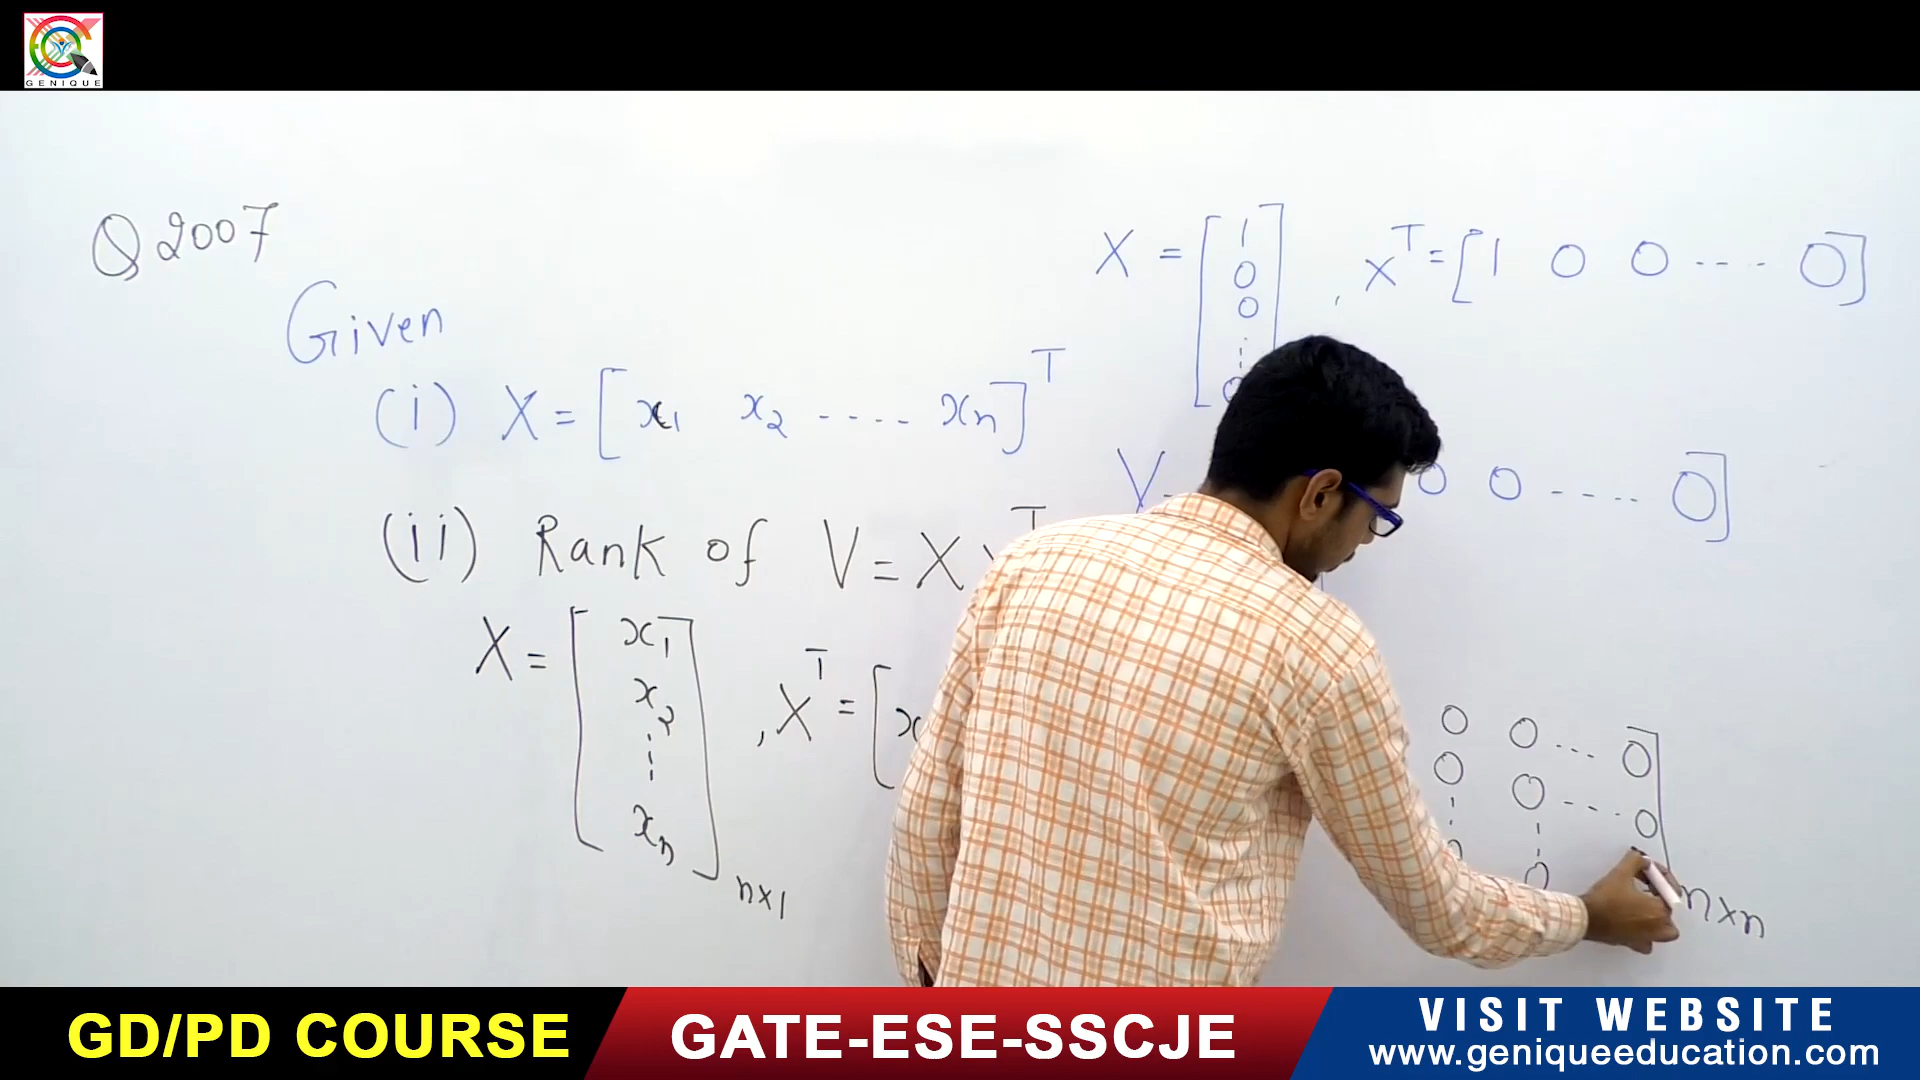 GENIQUE
Q 2007
Given
(i) X = [x1 x2 .... xn]^T
(ii) Rank of V = X
X = [x1 x2 ⋮ xn] n×1 , X^T = [x
X = [1 0 0 ⋮ , X^T = [1 0 0 .... 0]
V 0 0 .... 0]
0 0 ... 0
0 0 ... 0
⋮ ⋮
0 ] n×n
GD/PD COURSE
GATE-ESE-SSCJE
VISIT WEBSITE
www.geniqueeducation.com